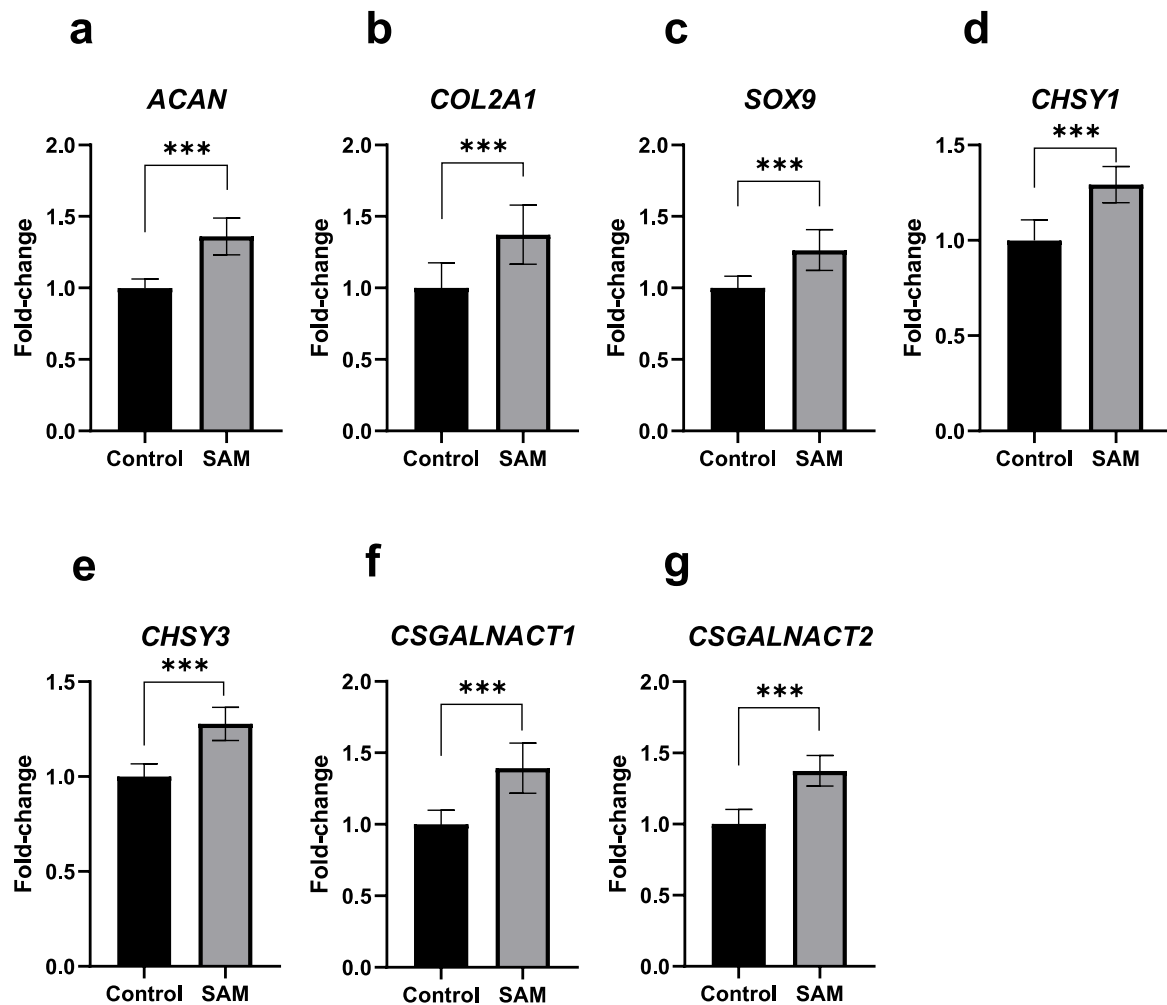 a
b
c
d
ACAN
COL2A1
SOX9
CHSY1
***
***
***
***
Fold-change
2.0
1.5
1.0
0.5
0.0
Control SAM
Fold-change
2.0
1.5
1.0
0.5
0.0
Control SAM
Fold-change
2.0
1.5
1.0
0.5
0.0
Control SAM
Fold-change
1.5
1.0
0.5
0.0
Control SAM
e
f
g
CHSY3
CSGALNACT1
CSGALNACT2
***
***
***
Fold-change
1.5
1.0
0.5
0.0
Control SAM
Fold-change
2.0
1.5
1.0
0.5
0.0
Control SAM
Fold-change
2.0
1.5
1.0
0.5
0.0
Control SAM